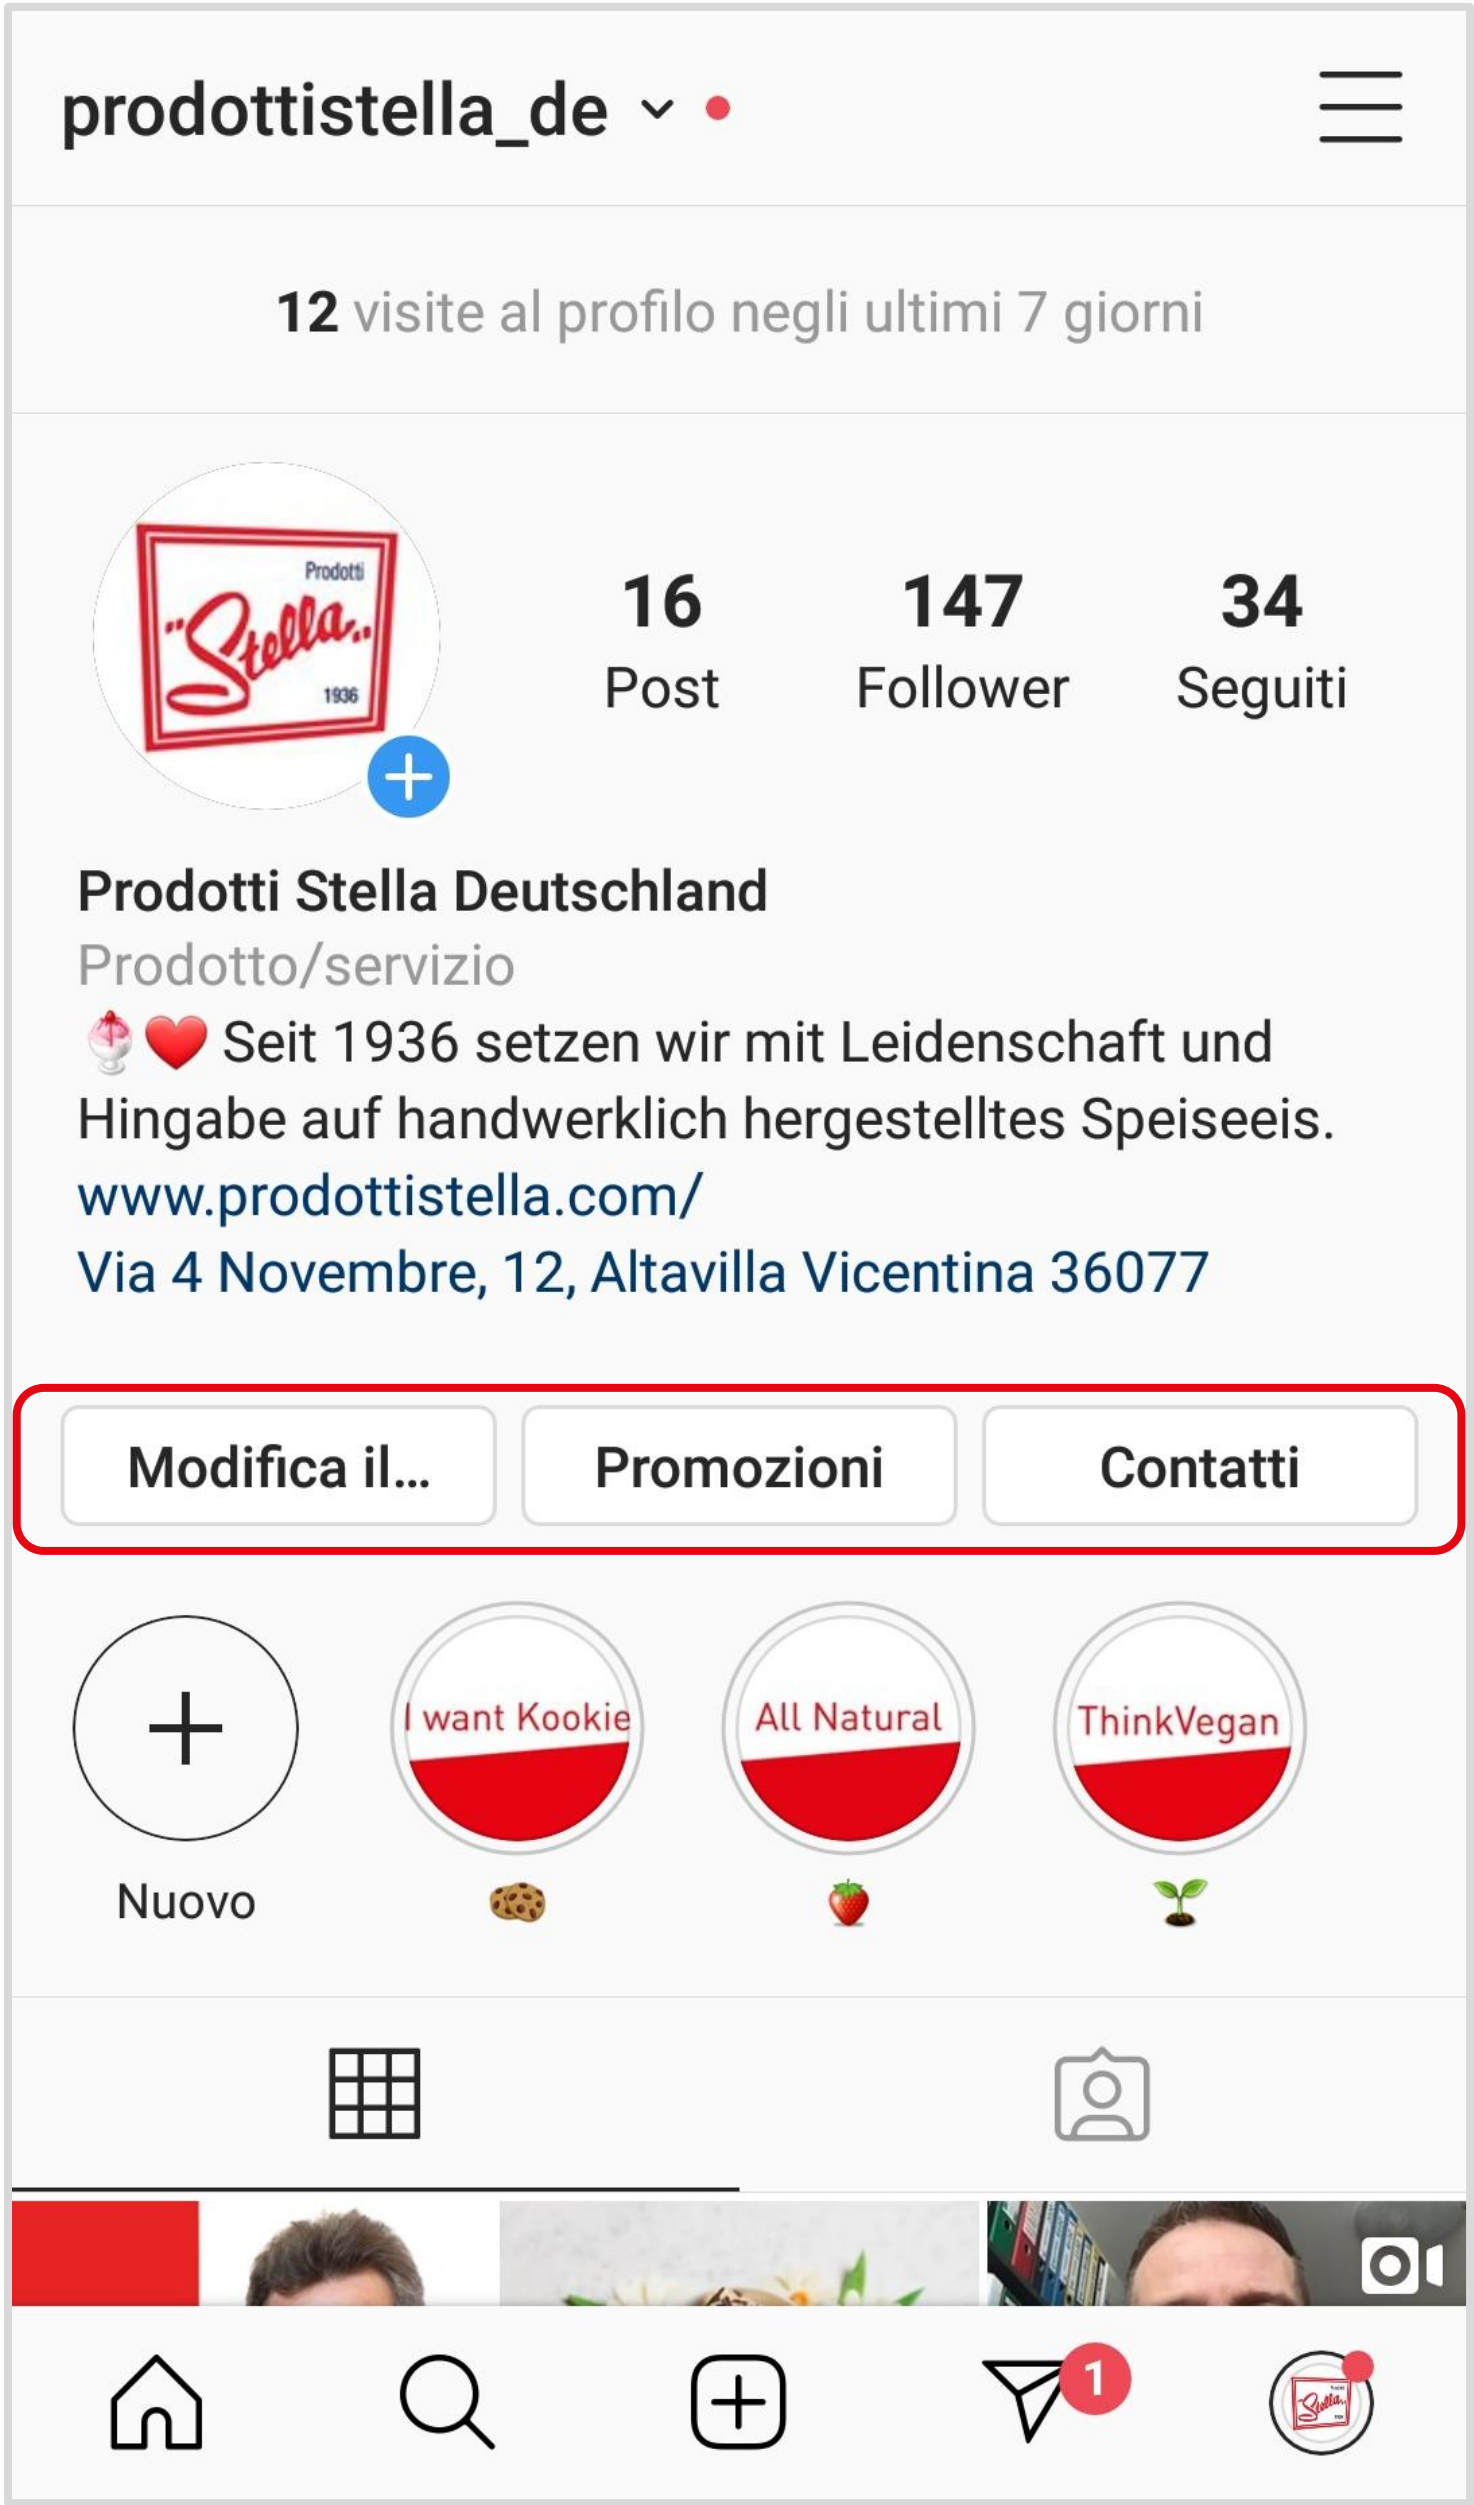 prodottistella_de
12 visite al profilo negli ultimi 7 giorni
Prodotti
"Stella"
1936
16
Post
147
Follower
34
Seguiti
Prodotti Stella Deutschland
Prodotto/servizio
🍨❤️ Seit 1936 setzen wir mit Leidenschaft und
Hingabe auf handwerklich hergestelltes Speiseeis.
www.prodottistella.com/
Via 4 Novembre, 12, Altavilla Vicentina 36077
Modifica il...
Promozioni
Contatti
I want Kookie
All Natural
ThinkVegan
Nuovo
1
Stella